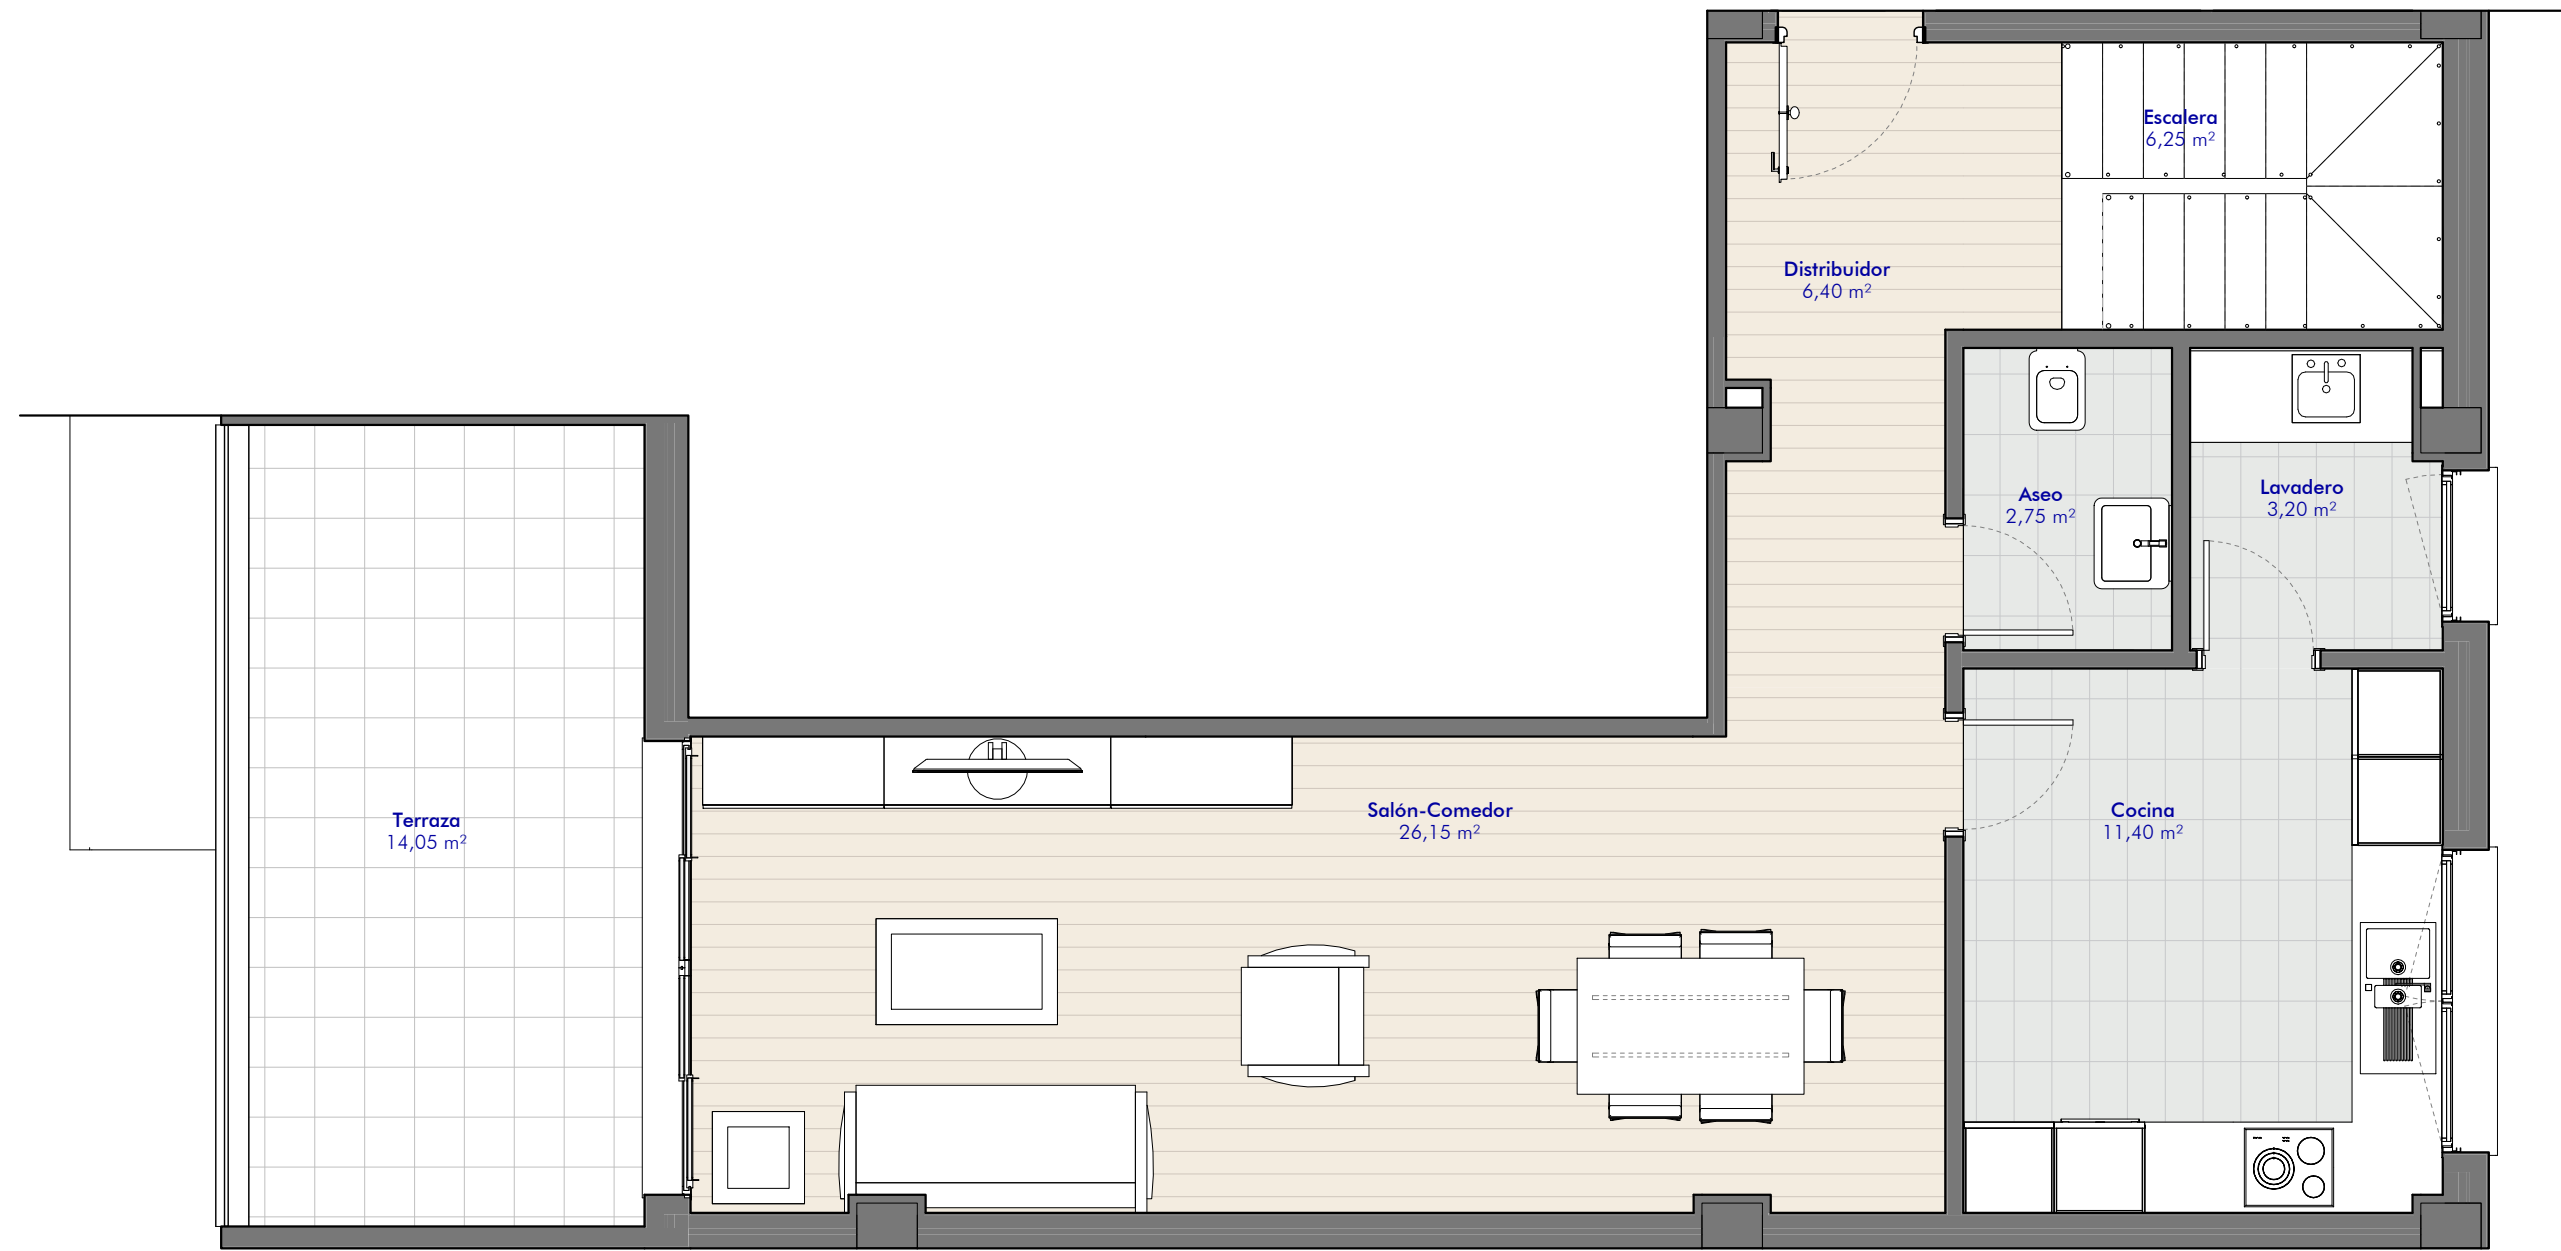 Escalera
6,25 m²
Distribuidor
6,40 m²
Aseo
2,75 m²
Lavadero
3,20 m²
Terraza
14,05 m²
Salón-Comedor
26,15 m²
Cocina
11,40 m²